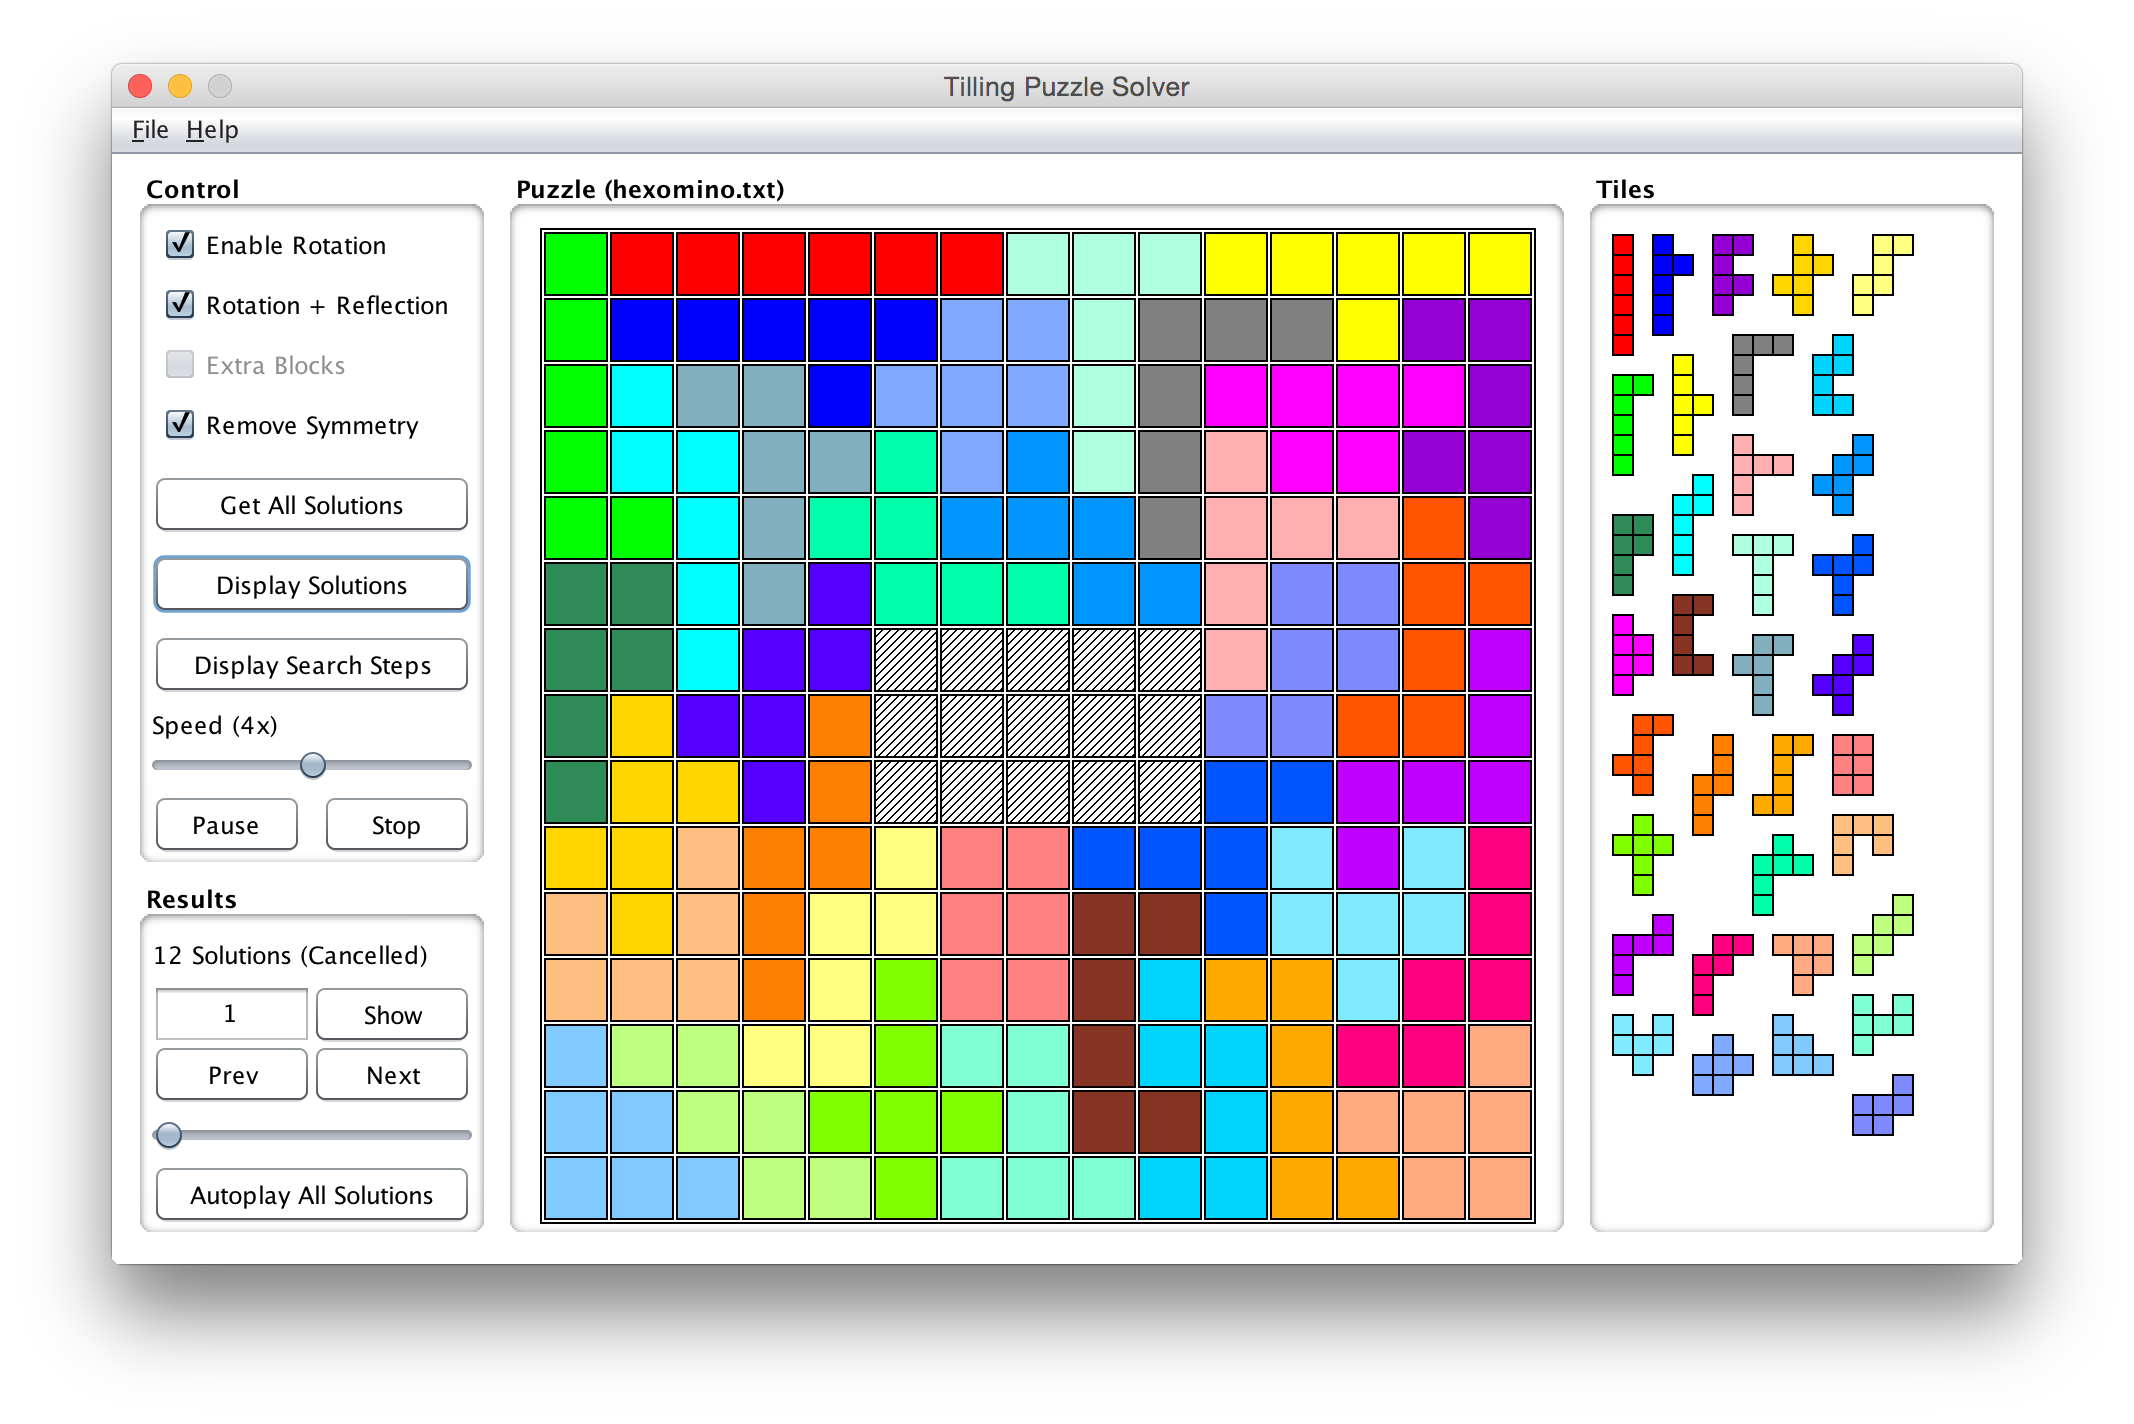 Tilling Puzzle Solver
File Help
Control
Enable Rotation
Rotation + Reflection
Extra Blocks
Remove Symmetry
Get All Solutions
Display Solutions
Display Search Steps
Speed (4x)
Pause Stop
Results
12 Solutions (Cancelled)
1 Show
Prev Next
Autoplay All Solutions
Puzzle (hexomino.txt)
Tiles